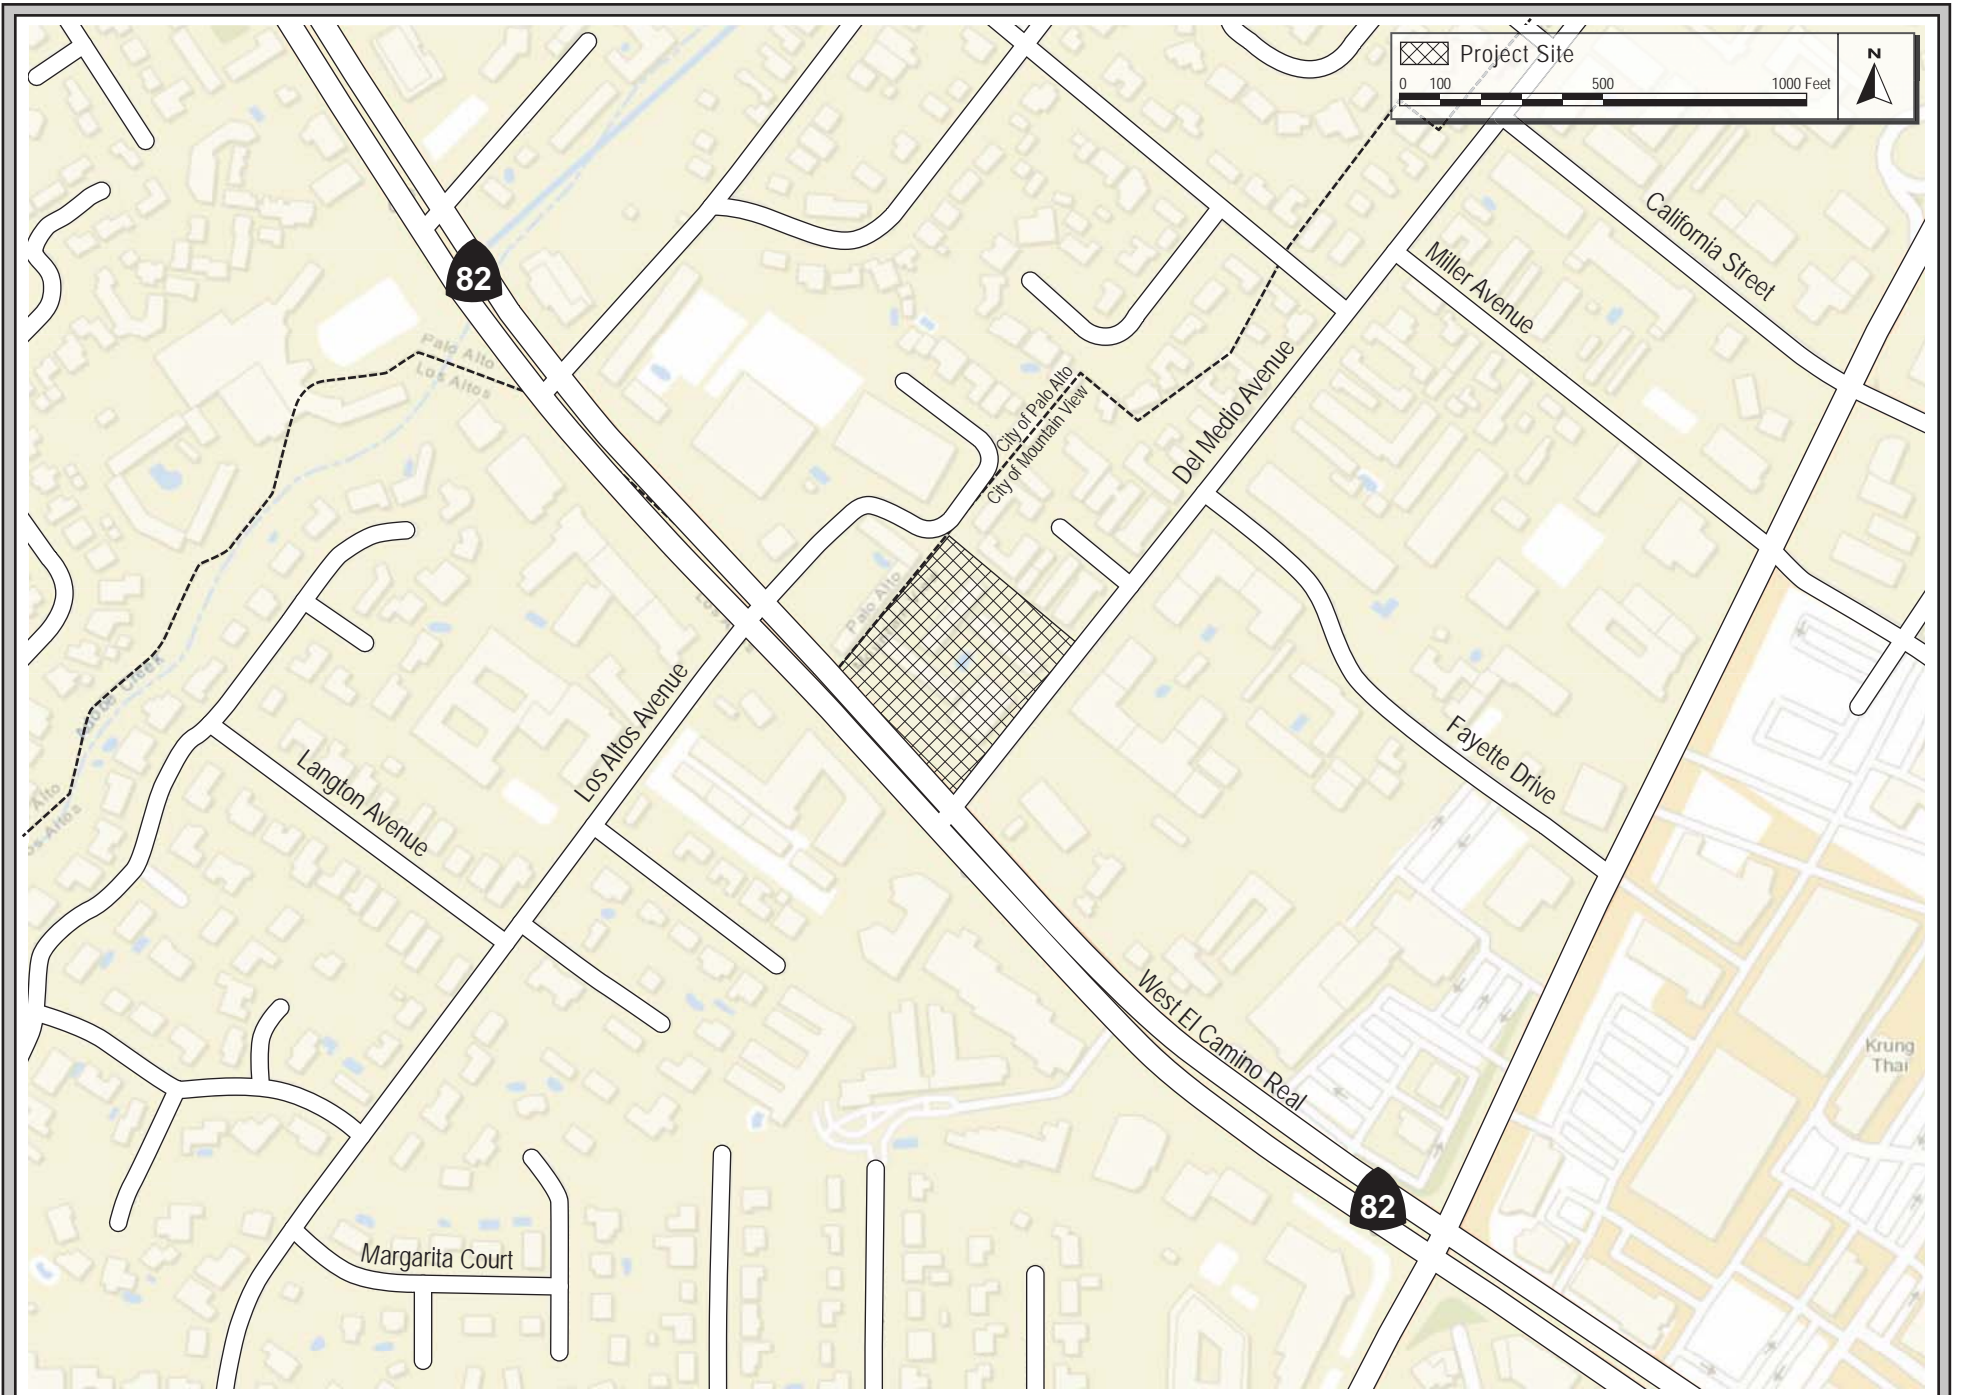 Project Site
N
0 100 500 1000 Feet
California Street
Miller Avenue
82
Palo Alto
Los Altos
City of Palo Alto
City of Mountain View
Del Medio Avenue
Palo Alto
Los Altos Avenue
Fayette Drive
Langton Avenue
West El Camino Real
Krung
Thai
82
Margarita Court